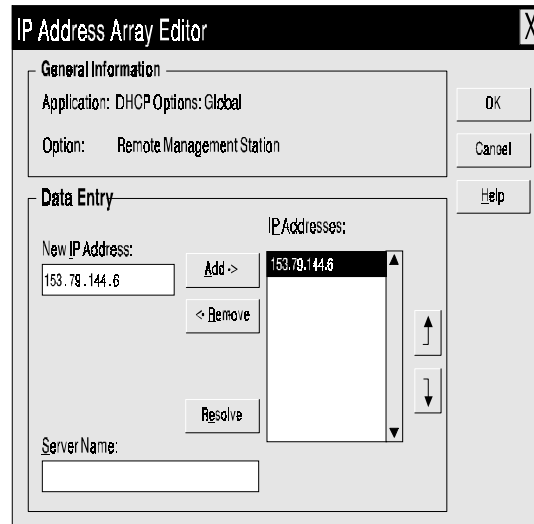 IP Address Array Editor
X
General Information
Application: DHCP Options: Global
Option: Remote Management Station
OK
Cancel
Help
Data Entry
IP Addresses:
New IP Address:
153.79.144.6
Add ->
153.79.144.6
<- Remove
Resolve
Server Name: